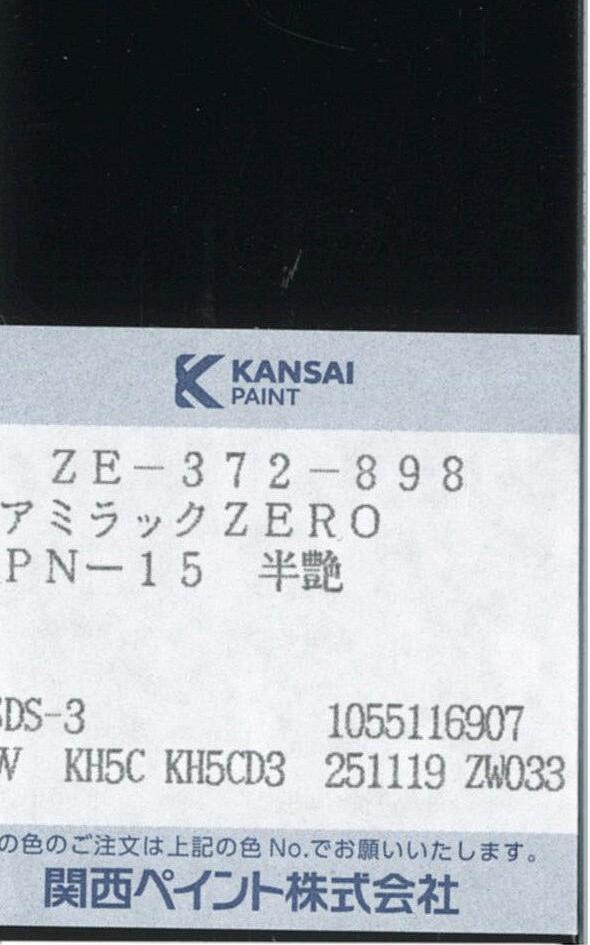 KANSAI
PAINT
ZE-372-898
アミラックZERO
PN-15 半艶
DS-3 1055116907
KH5C KH5CD3 251119 ZW033
の色のご注文は上記の色No.でお願いいたします。
関西ペイント株式会社